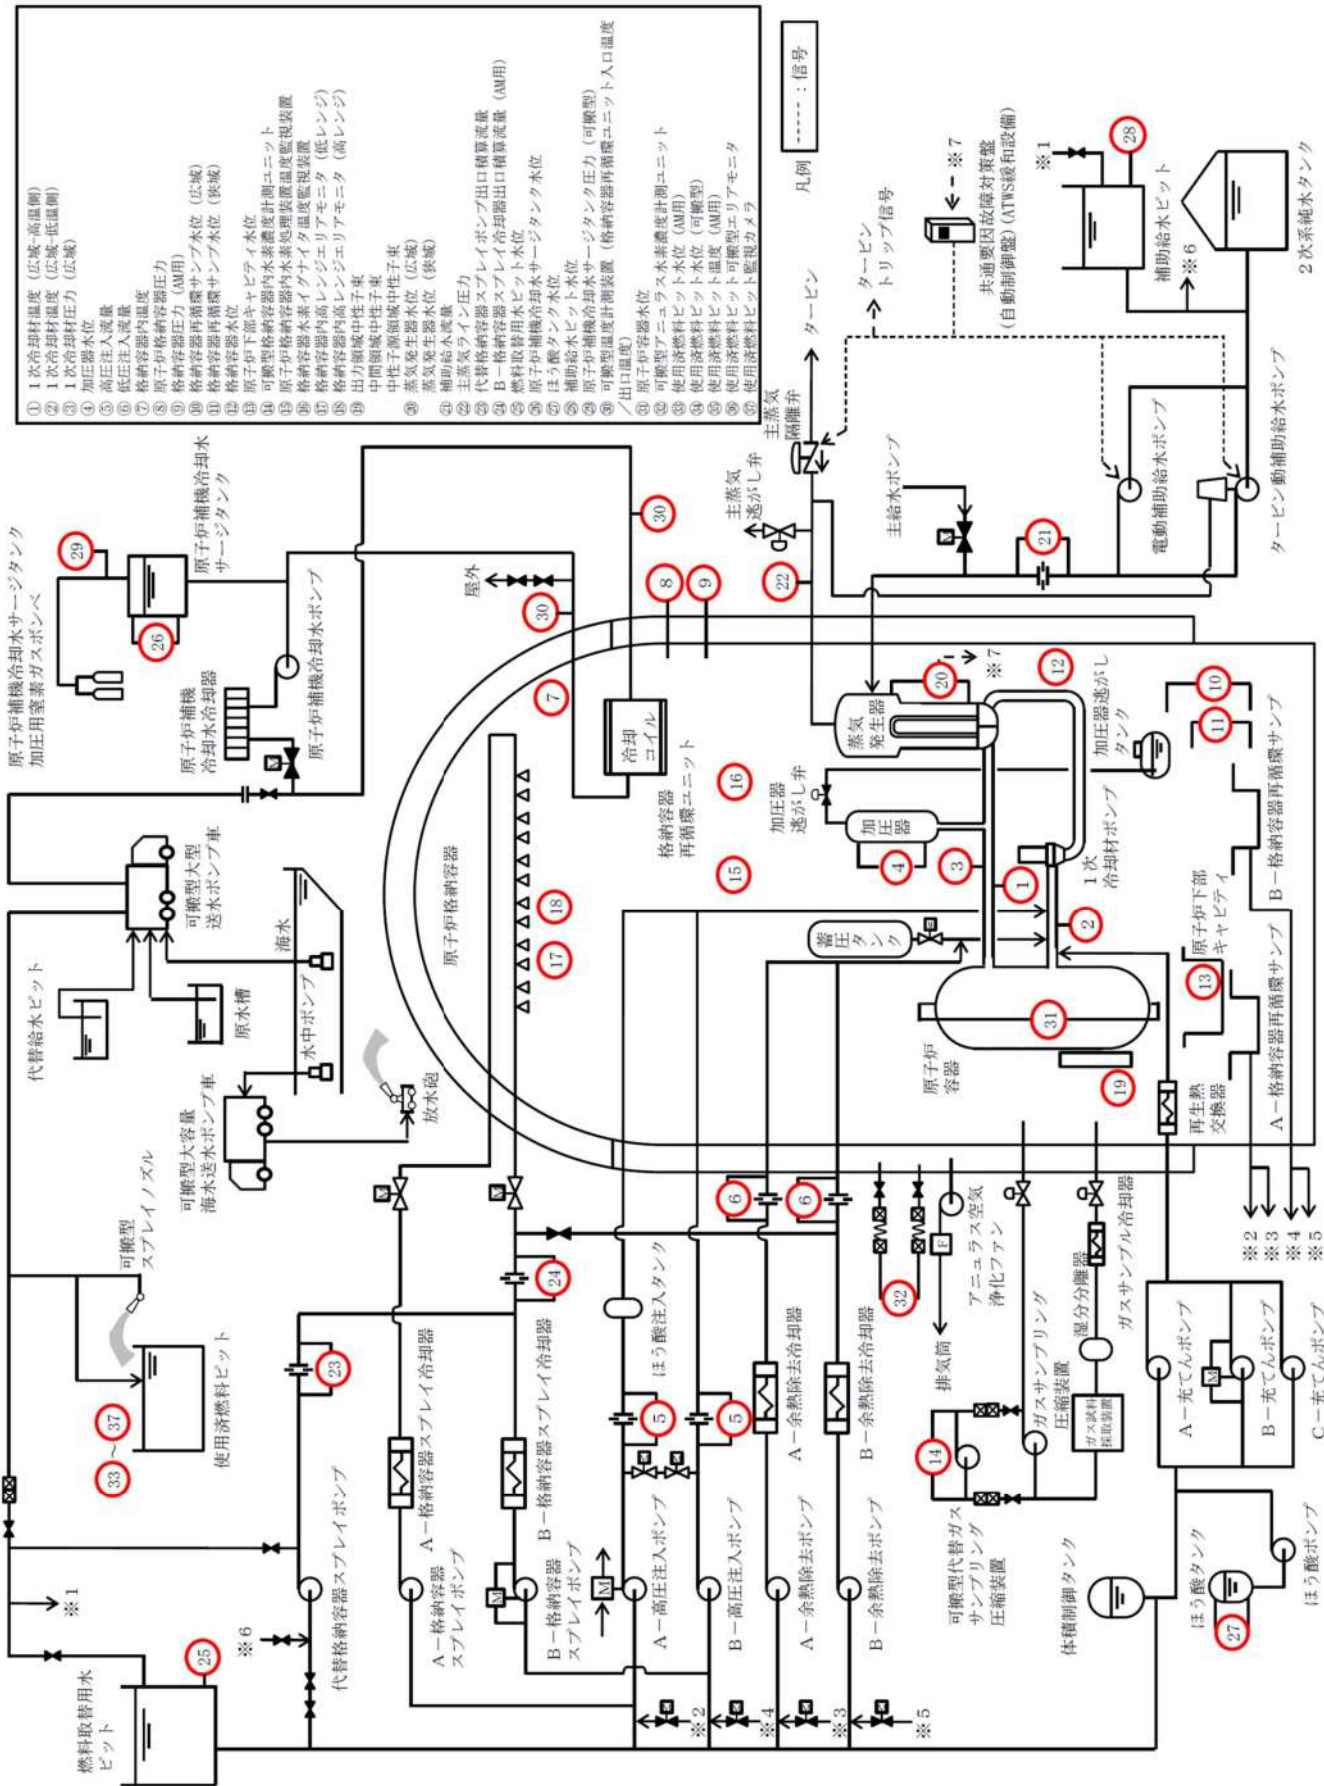 ① 1次冷却材温度(広域-高温側)
② 1次冷却材温度(広域-低温側)
③ 1次冷却材圧力(広域)
④ 加圧器水位
⑤ 高圧注入流量
⑥ 低圧注入流量
⑦ 格納容器内温度
⑧ 原子炉格納容器圧力
⑨ 格納容器圧力(AM用)
⑩ 格納容器再循環サンプ水位(広域)
⑪ 格納容器再循環サンプ水位(狭域)
⑫ 格納容器水位
⑬ 原子炉下部キャビティ水位
⑭ 可搬型格納容器内水素濃度計測ユニット
⑮ 原子炉格納容器内水素処理装置温度監視装置
⑯ 格納容器水素イグナイタ温度監視装置
⑰ 格納容器内高レンジエリアモニタ(低レンジ)
⑱ 格納容器内高レンジエリアモニタ(高レンジ)
⑲ 出力領域中性子束
中間領域中性子束
中性子源領域中性子束
⑳ 蒸気発生器水位(広域)
蒸気発生器水位(狭域)
㉑ 補助給水流量
㉒ 主蒸気ライン圧力
㉓ 代替格納容器スプレイポンプ出口積算流量
㉔ B-格納容器スプレイ冷却器出口積算流量(AM用)
㉕ 燃料取替用水ピット水位
㉖ 原子炉補機冷却水サージタンク水位
㉗ ほう酸タンク水位
㉘ 補助給水ピット水位
㉙ 原子炉補機冷却水サージタンク圧力(可搬型)
㉚ 可搬型温度計測装置(格納容器再循環ユニット入口温度
/出口温度)
㉛ 原子炉容器水位
㉜ 可搬型アニュラス水素濃度計測ユニット
㉝ 使用済燃料ピット水位(AM用)
㉞ 使用済燃料ピット水位(可搬型)
㉟ 使用済燃料ピット温度(AM用)
㊱ 使用済燃料ピット可搬型エリアモニタ
㊲ 使用済燃料ピット監視カメラ
凡例
-----:信号
原子炉補機冷却水サージタンク
加圧用窒素ガスボンベ
29
26
原子炉補機冷却水
サージタンク
原子炉補機
冷却水冷却器
M
原子炉補機冷却水ポンプ
屋外
30
30
8
9
7
冷却
コイル
格納容器
再循環ユニット
16
15
主蒸気
逃がし弁
主蒸気
隔離弁
タービン
タービン
トリップ信号
※7
共通要因故障対策盤
(自動制御盤)(ATWS緩和設備)
22
主給水ポンプ
M
21
電動補助給水ポンプ
タービン動補助給水ポンプ
※1
28
補助給水ピット
※6
2次系純水タンク
蒸気
発生器
20
※7
12
加圧器
逃がし弁
加圧器
4
3
1
2
1次
冷却材ポンプ
加圧器逃がし
タンク
10
11
B-格納容器再循環サンプ
原子炉下部
キャビティ
13
A-格納容器再循環サンプ
蓄圧
タンク
原子炉
容器
31
19
再生熱
交換器
※2
※3
※4
※5
原子炉格納容器
18
17
代替給水ピット
原水槽
可搬型大型
送水ポンプ車
海水
水中ポンプ
可搬型大容量
海水送水ポンプ車
放水砲
可搬型
スプレイノズル
33
~
37
使用済燃料ピット
※1
燃料取替用水
ピット
25
※6
代替格納容器スプレイポンプ
23
24
M
M
A-格納容器スプレイ冷却器
A-格納容器
スプレイポンプ
B-格納容器スプレイ冷却器
M
B-格納容器
スプレイポンプ
ほう酸注入タンク
5
5
M
A-高圧注入ポンプ
B-高圧注入ポンプ
6
6
A-余熱除去冷却器
A-余熱除去ポンプ
B-余熱除去冷却器
B-余熱除去ポンプ
※2
※4
※3
※5
32
F
排気筒
アニュラス空気
浄化ファン
14
可搬型代替ガス
サンプリング
圧縮装置
ガスサンプリング
圧縮装置
湿分分離器
ガスサンプル冷却器
ガス試料
採取装置
体積制御タンク
ほう酸タンク
27
ほう酸ポンプ
A-充てんポンプ
M
B-充てんポンプ
C-充てんポンプ